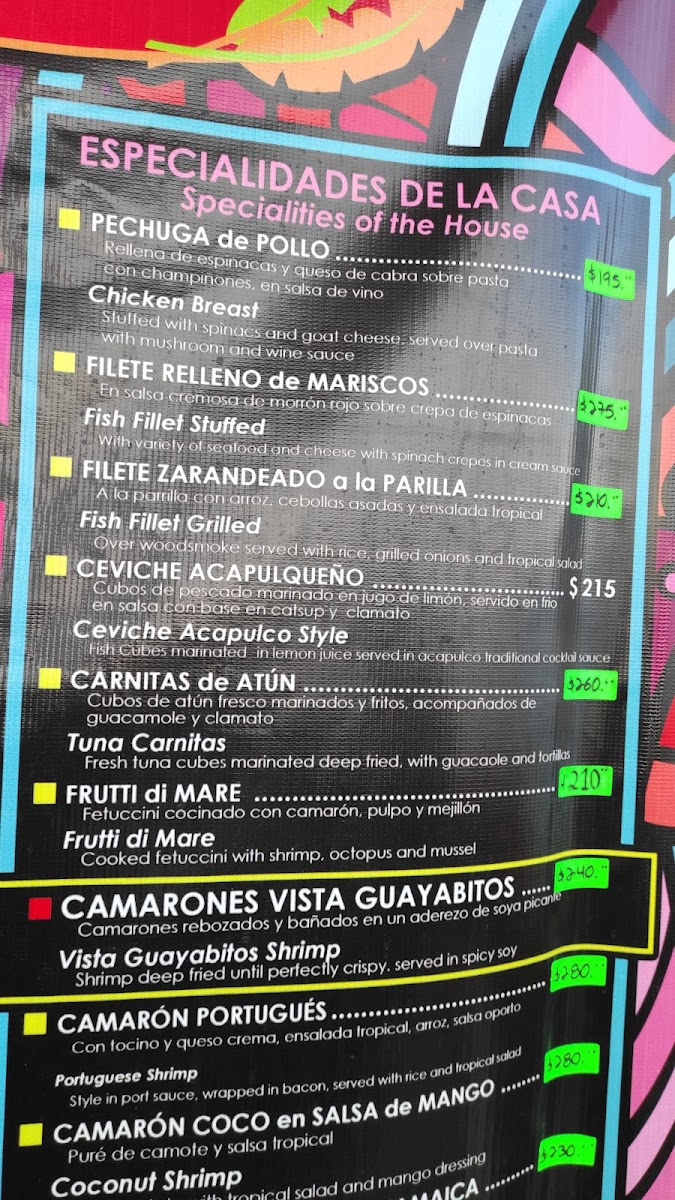 ESPECIALIDADES DE LA CASA
Specialities of the House
PECHUGA de POLLO ........ $195.°°
Rellena de espinacas y queso de cabra sobre pasta
con champiñones, en salsa de vino
Chicken Breast
Stuffed with spinacs and goat cheese, served over pasta
with mushroom and wine sauce
FILETE RELLENO de MARISCOS ........ $275.°°
En salsa cremosa de morrón rojo sobre crepa de espinacas
Fish Fillet Stuffed
With variety of seafood and cheese with spinach crepes in cream sauce
FILETE ZARANDEADO a la PARILLA ........ $210.°°
A la parrilla con arroz, cebollas asadas y ensalada tropical
Fish Fillet Grilled
Over woodsmoke served with rice, grilled onions and tropical salad
CEVICHE ACAPULQUEÑO ........ $215
Cubos de pescado marinado en jugo de limón, servido en frio
en salsa con base en catsup y clamato
Ceviche Acapulco Style
Fish Cubes marinated in lemon juice served in acapulco traditional cocktail sauce
CARNITAS de ATÚN ........ $260.°°
Cubos de atún fresco marinados y fritos, acompañados de
guacamole y clamato
Tuna Carnitas
Fresh tuna cubes marinated deep fried, with guacaole and tortillas
FRUTTI di MARE ........ $210°°
Fetuccini cocinado con camarón, pulpo y mejillón
Frutti di Mare
Cooked fetuccini with shrimp, octopus and mussel
CAMARONES VISTA GUAYABITOS ...... $240.°°
Camarones rebozados y bañados en un aderezo de soya picante
Vista Guayabitos Shrimp
Shrimp deep fried until perfectly crispy. served in spicy soy
CAMARÓN PORTUGUÉS ........ $280.°°
Con tocino y queso crema, ensalada tropical, arroz, salsa oporto
Portuguese Shrimp
Style in port sauce, wrapped in bacon, served with rice and tropical salad
CAMARÓN COCO en SALSA de MANGO ........ $280.°°
Puré de camote y salsa tropical
Coconut Shrimp
with tropical salad and mango dressing
MAICA ........ $230.°°